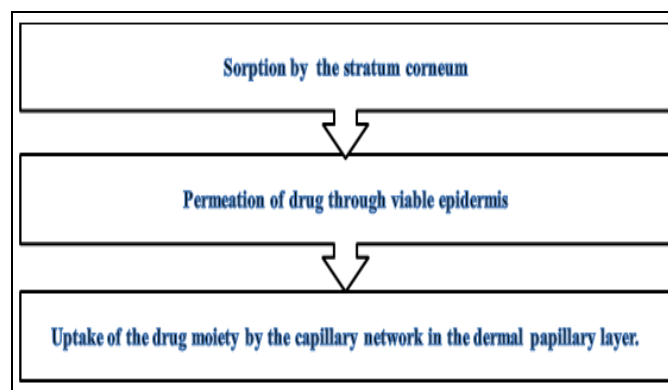 Sorption by the stratum corneum
Permeation of drug through viable epidermis
Uptake of the drug moiety by the capillary network in the dermal papillary layer.